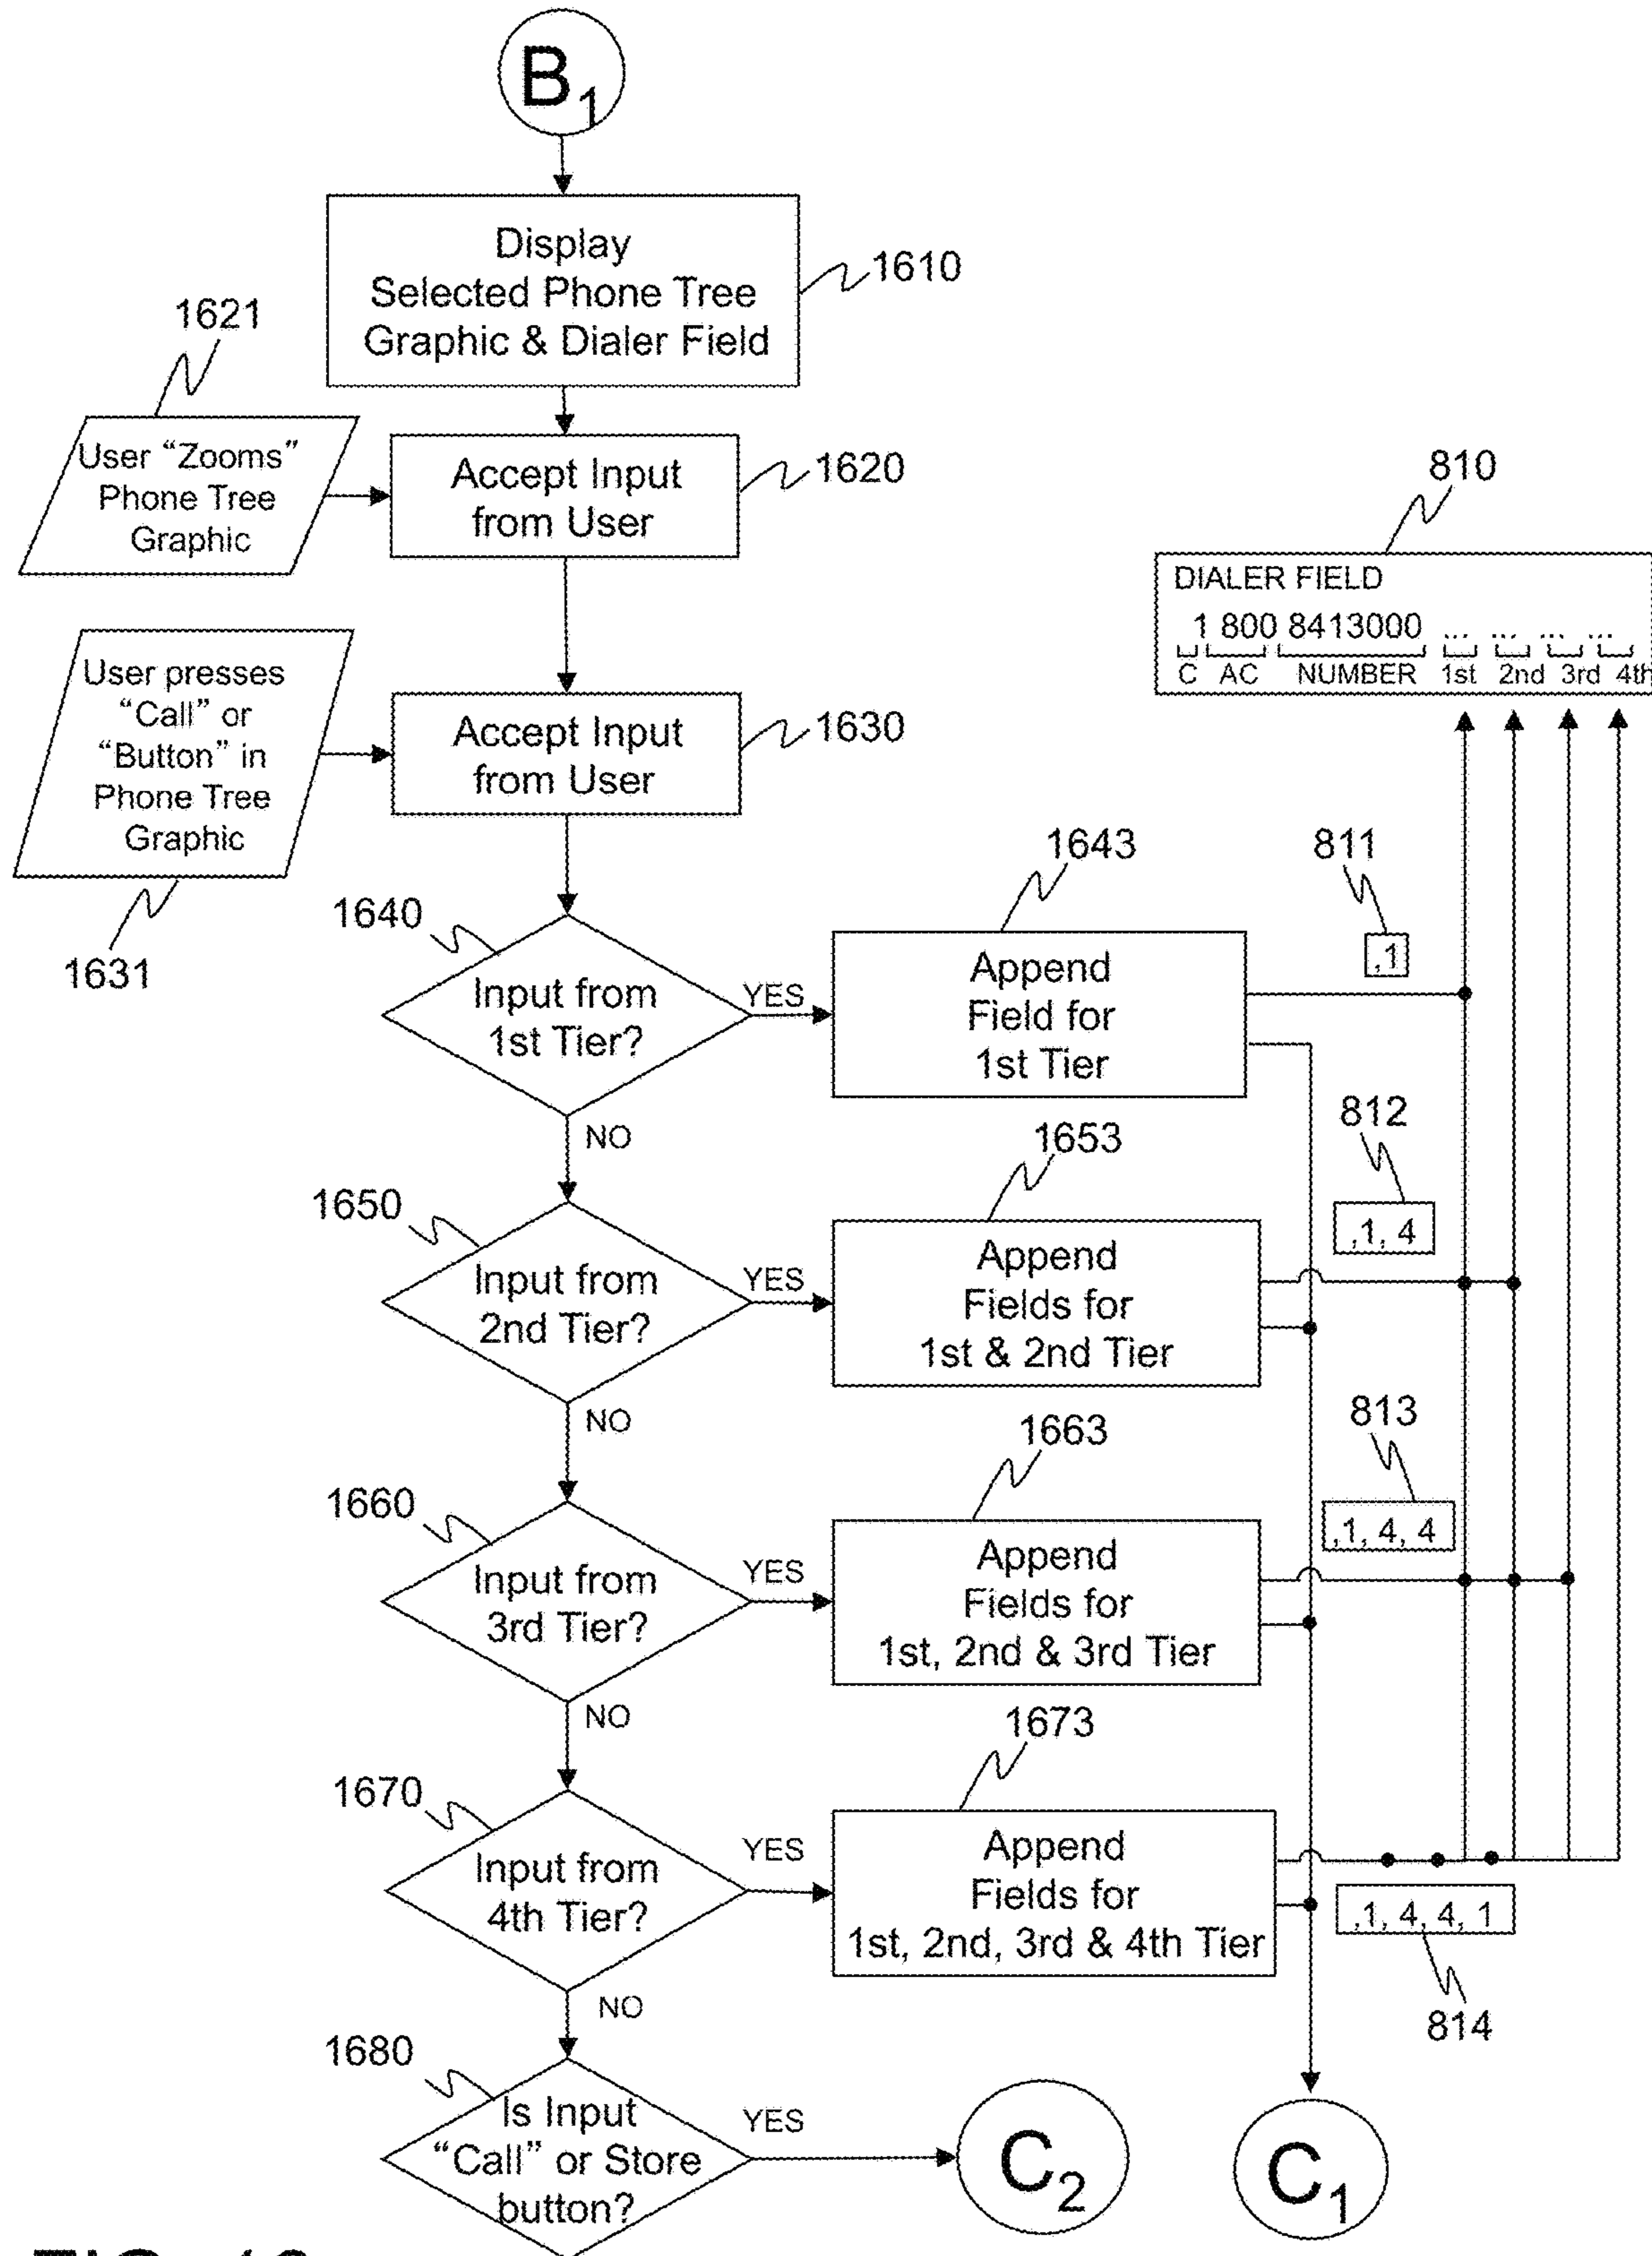 B1
Display
Selected Phone Tree
Graphic & Dialer Field
1610
1621
User “Zooms”
Phone Tree
Graphic
Accept Input
from User
1620
810
DIALER FIELD
1 800 8413000 ... ... ... ...
C AC NUMBER 1st 2nd 3rd 4th
User presses
“Call” or
“Button” in
Phone Tree
Graphic
1631
Accept Input
from User
1630
1640
Input from
1st Tier?
YES
NO
1643
Append
Field for
1st Tier
811
,1
1650
Input from
2nd Tier?
YES
NO
1653
Append
Fields for
1st & 2nd Tier
812
,1, 4
1660
Input from
3rd Tier?
YES
NO
1663
Append
Fields for
1st, 2nd & 3rd Tier
813
,1, 4, 4
1670
Input from
4th Tier?
YES
NO
1673
Append
Fields for
1st, 2nd, 3rd & 4th Tier
,1, 4, 4, 1
814
1680
Is Input
“Call” or Store
button?
YES
C2
C1